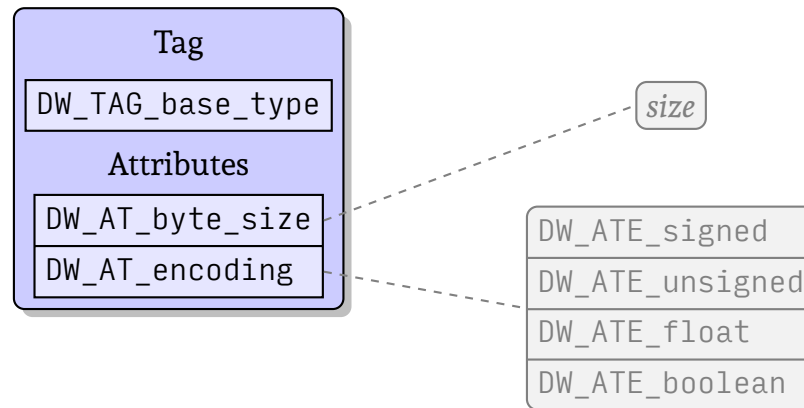 Tag
DW_TAG_base_type
Attributes
DW_AT_byte_size
DW_AT_encoding
size
DW_ATE_signed
DW_ATE_unsigned
DW_ATE_float
DW_ATE_boolean